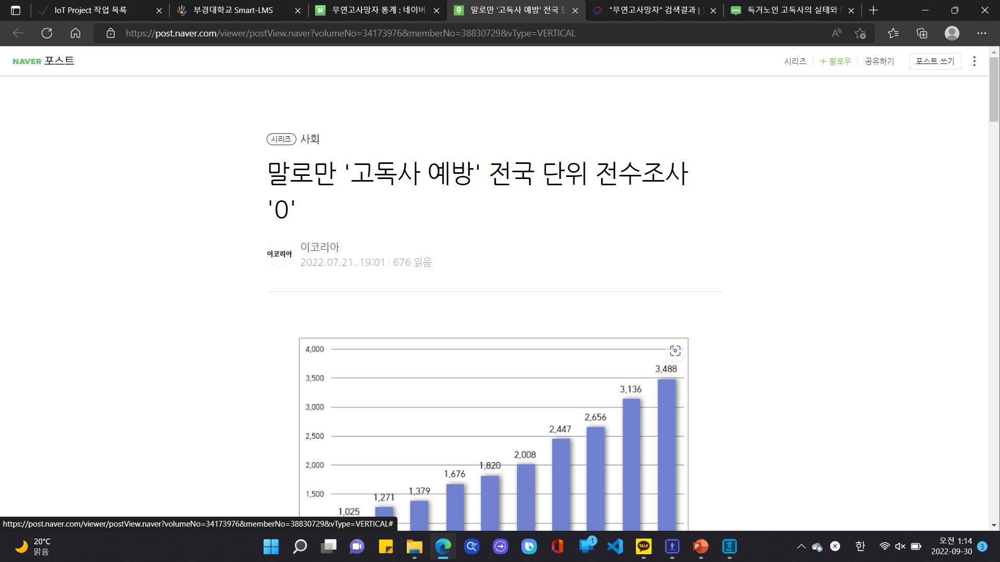 IoT Project 작업 목록
부경대학교 Smart-LMS
무연고사망자 통계 : 네이버
말로만 '고독사 예방' 전국 단
"무연고사망자" 검색결과 |
독거노인 고독사의 실태와
https://post.naver.com/viewer/postView.naver?volumeNo=34173976&memberNo=38830729&vType=VERTICAL
NAVER 포스트
시리즈
+ 팔로우
공유하기
포스트 쓰기
시리즈 사회
말로만 '고독사 예방' 전국 단위 전수조사
'0'
이코리아
이코리아
2022.07.21. 19:01 676 읽음
4,000
3,488
3,500
3,136
3,000
2,656
2,447
2,500
2,008
2,000
1,820
1,676
1,379
1,500
1,271
1,025
https://post.naver.com/viewer/postView.naver?volumeNo=34173976&memberNo=38830729&vType=VERTICAL#
20°C
맑음
1
TALK
P
호
한
오전 1:14
2022-09-30
3